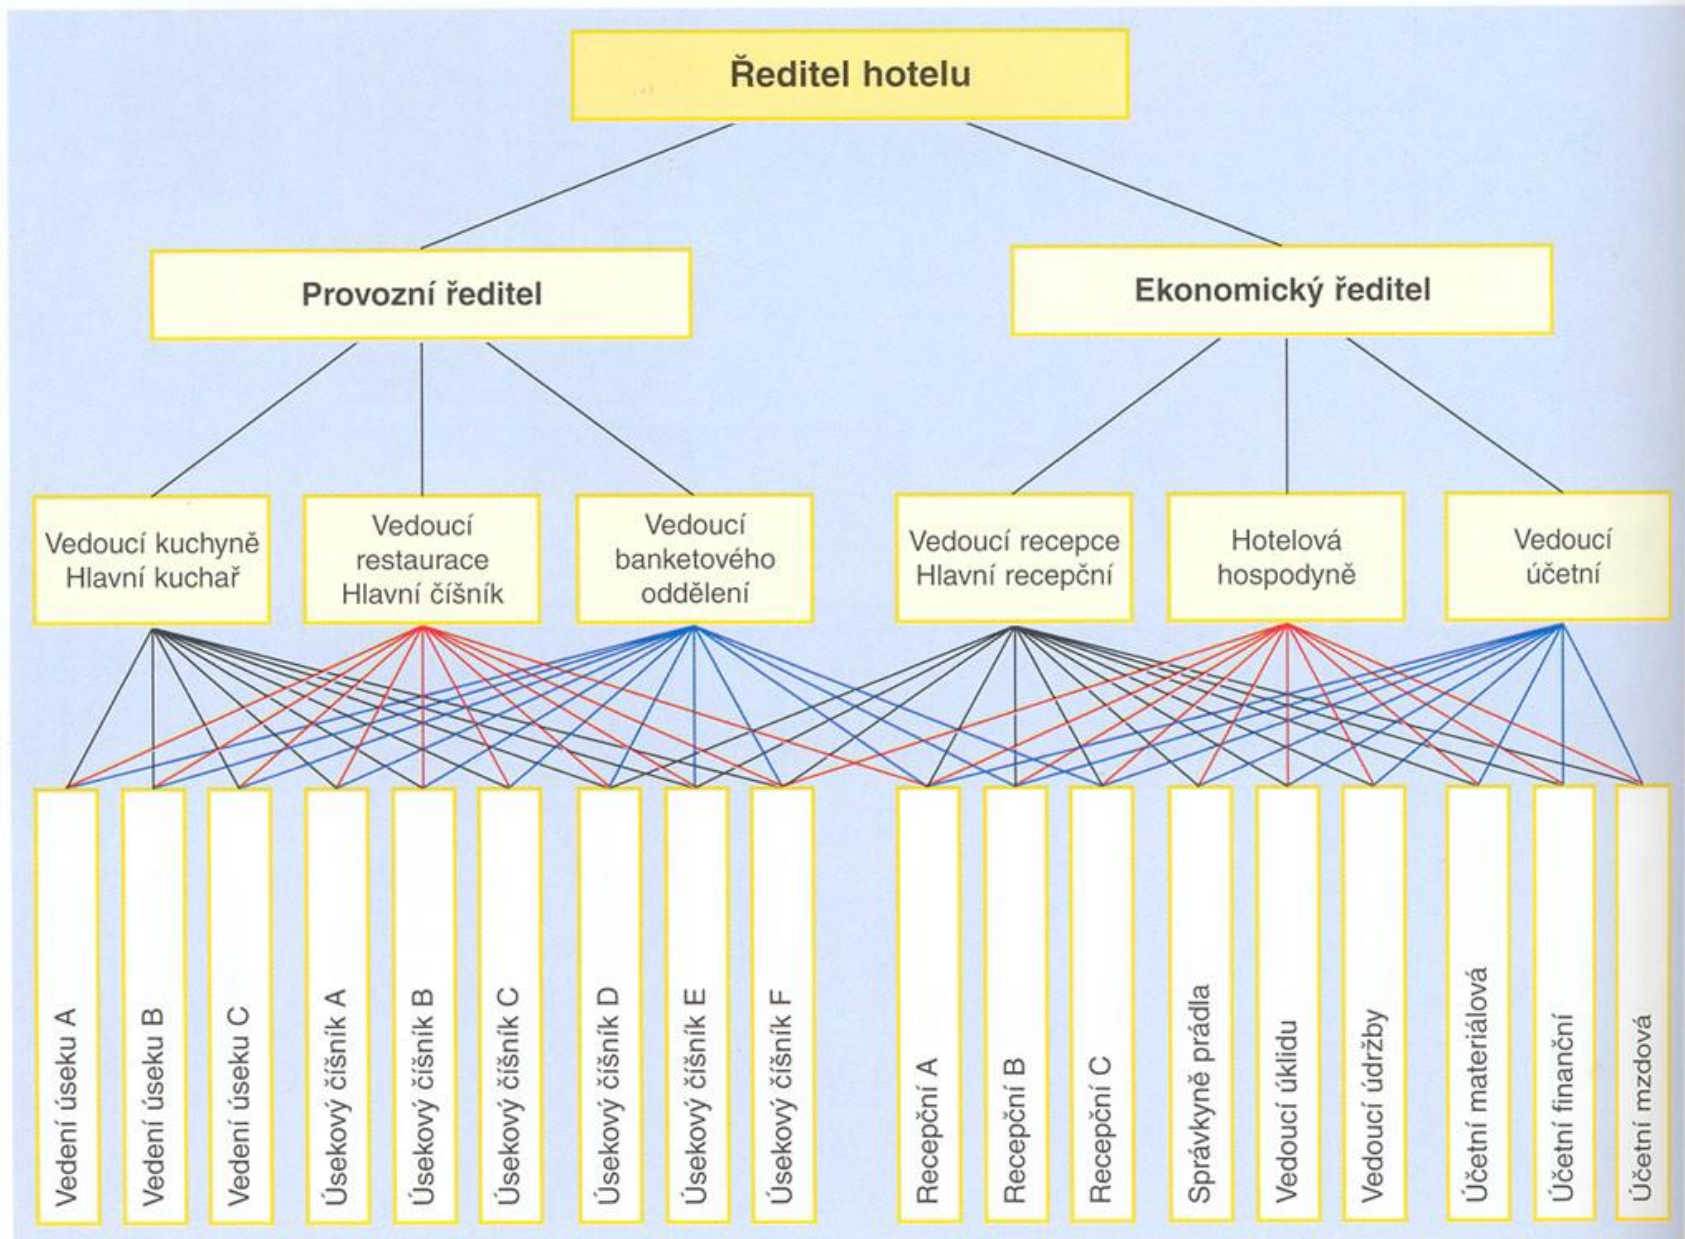 Ředitel hotelu
Provozní ředitel
Ekonomický ředitel
Vedoucí kuchyně
Hlavní kuchař
Vedoucí
restaurace
Hlavní číšník
Vedoucí
banketového
oddělení
Vedoucí recepce
Hlavní recepční
Hotelová
hospodyně
Vedoucí
účetní
Vedení úseku A
Vedení úseku B
Vedení úseku C
Úsekový číšník A
Úsekový číšník B
Úsekový číšník C
Úsekový číšník D
Úsekový číšník E
Úsekový číšník F
Recepční A
Recepční B
Recepční C
Správkyně prádla
Vedoucí úklidu
Vedoucí údržby
Účetní materiálová
Účetní finanční
Účetní mzdová